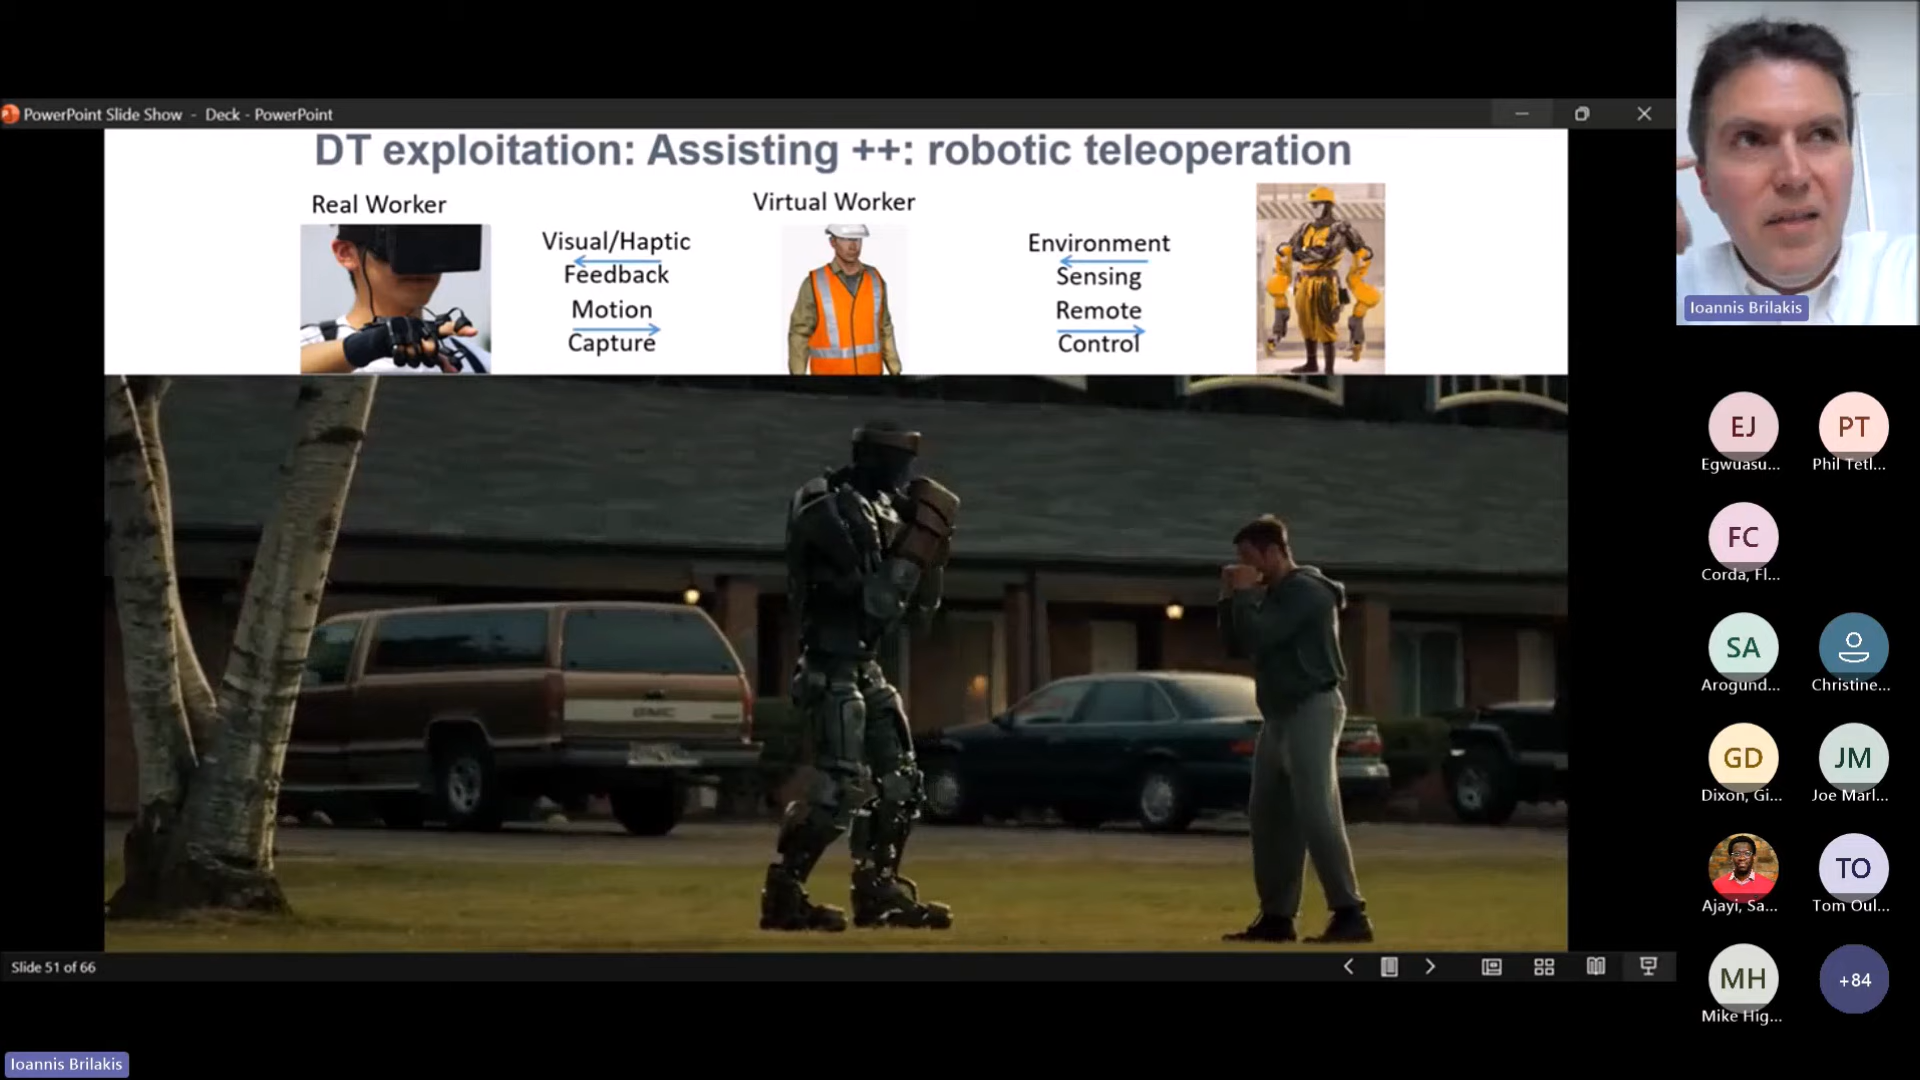 PowerPoint Slide Show - Deck - PowerPoint
DT exploitation: Assisting ++: robotic teleoperation
Real Worker
Virtual Worker
Visual/Haptic
Feedback
Motion
Capture
Environment
Sensing
Remote
Control
GMC
Slide 51 of 66
Ioannis Brilakis
Ioannis Brilakis
EJ
Egwuasu...
PT
Phil Tetl...
FC
Corda, Fl...
SA
Arogund...
Christine...
GD
Dixon, Gi...
JM
Joe Marl...
Ajayi, Sa...
TO
Tom Oul...
MH
Mike Hig...
+84